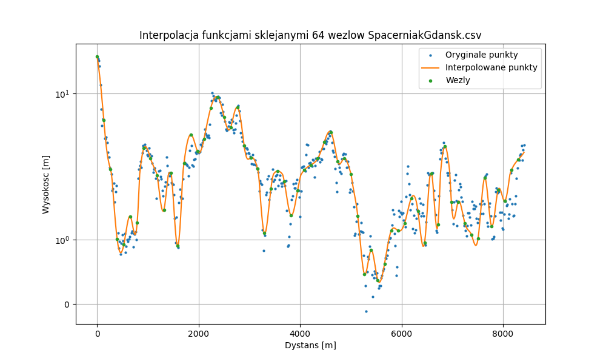 Interpolacja funkcjami sklejanymi 64 wezlow SpacerniakGdansk.csv
Oryginale punkty
Interpolowane punkty
Wezly
Wysokosc [m]
10¹
10⁰
0
0
2000
4000
6000
8000
Dystans [m]